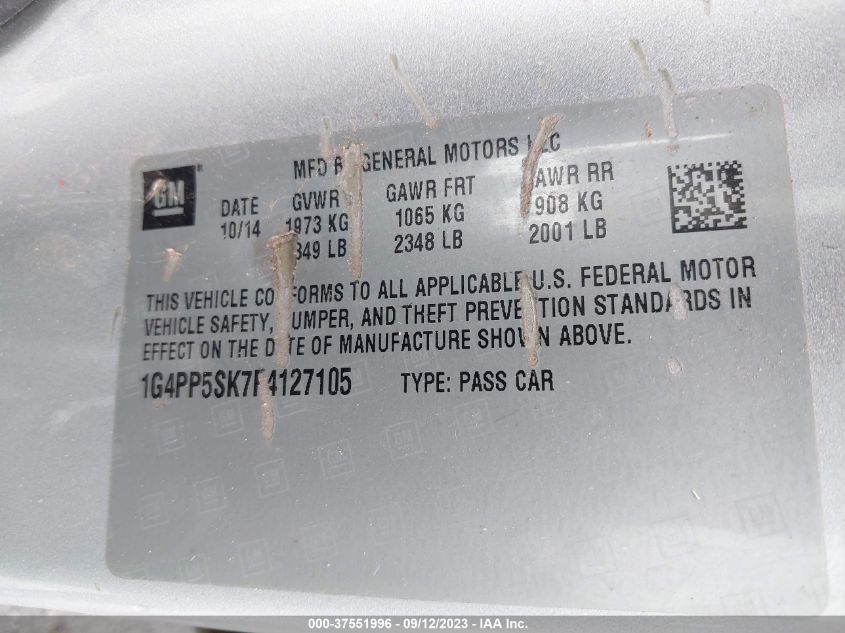 MFD BY GENERAL MOTORS LLC
GM
DATE GVWR GAWR FRT GAWR RR
10/14 1973 KG 1065 KG 908 KG
4349 LB 2348 LB 2001 LB
THIS VEHICLE CONFORMS TO ALL APPLICABLE U.S. FEDERAL MOTOR
VEHICLE SAFETY, BUMPER, AND THEFT PREVENTION STANDARDS IN
EFFECT ON THE DATE OF MANUFACTURE SHOWN ABOVE.
1G4PP5SK7F4127105 TYPE: PASS CAR
000-37551996 - 09/12/2023 - IAA Inc.